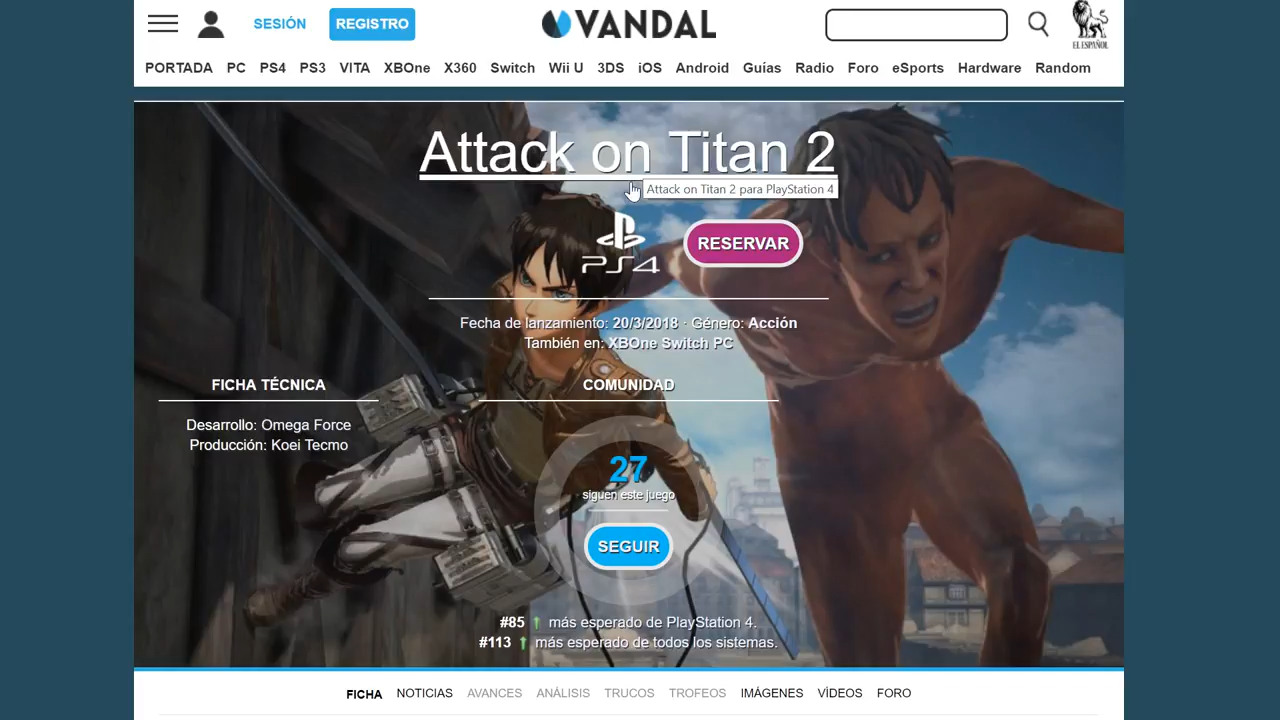 SESIÓN REGISTRO VANDAL EL ESPAÑOL
PORTADA PC PS4 PS3 VITA XBOne X360 Switch Wii U 3DS iOS Android Guías Radio Foro eSports Hardware Random
Attack on Titan 2
Attack on Titan 2 para PlayStation 4
PS4 RESERVAR
Fecha de lanzamiento: 20/3/2018 · Género: Acción
También en: XBOne Switch PC
FICHA TÉCNICA
Desarrollo: Omega Force
Producción: Koei Tecmo
COMUNIDAD
27
siguen este juego
SEGUIR
#85 más esperado de PlayStation 4.
#113 más esperado de todos los sistemas.
FICHA NOTICIAS AVANCES ANÁLISIS TRUCOS TROFEOS IMÁGENES VÍDEOS FORO